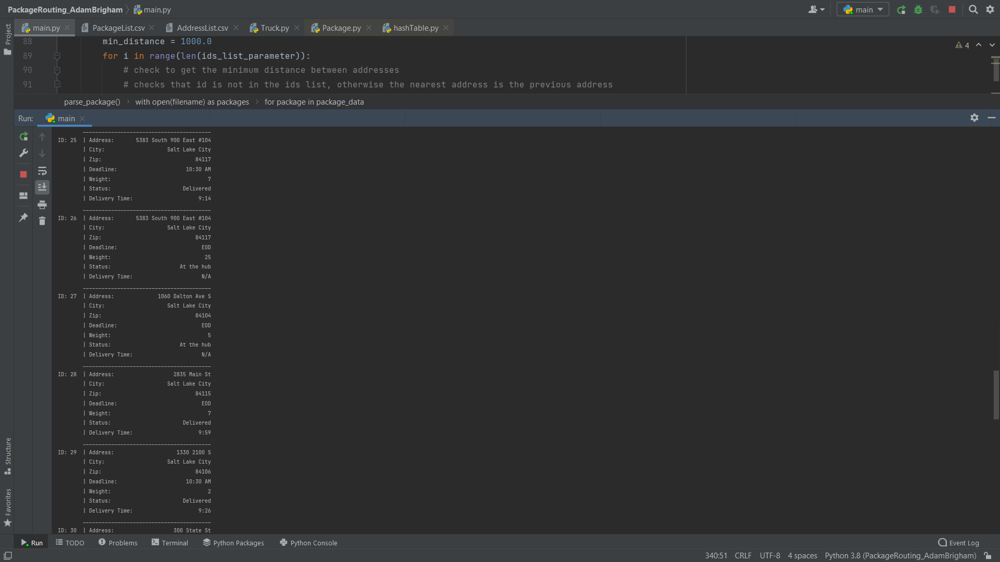 PackageRouting_AdamBrigham main.py main
main.py PackageList.csv AddressList.csv Truck.py Package.py hashTable.py
Project
88 min_distance = 1000.0
4
89 for i in range(len(ids_list_parameter)):
90 # check to get the minimum distance between addresses
91 # checks that id is not in the ids list, otherwise the nearest address is the previous address
parse_package() › with open(filename) as packages › for package in package_data
Run: main
-----------------------------------------
ID: 25 | Address: 5383 South 900 East #104
| City: Salt Lake City
| Zip: 84117
| Deadline: 10:30 AM
| Weight: 7
| Status: Delivered
| Delivery Time: 9:14
-----------------------------------------
ID: 26 | Address: 5383 South 900 East #104
| City: Salt Lake City
| Zip: 84117
| Deadline: EOD
| Weight: 25
| Status: At the hub
| Delivery Time: N/A
-----------------------------------------
ID: 27 | Address: 1060 Dalton Ave S
| City: Salt Lake City
| Zip: 84104
| Deadline: EOD
| Weight: 5
| Status: At the hub
| Delivery Time: N/A
-----------------------------------------
ID: 28 | Address: 2835 Main St
| City: Salt Lake City
| Zip: 84115
| Deadline: EOD
| Weight: 7
| Status: Delivered
| Delivery Time: 9:59
-----------------------------------------
ID: 29 | Address: 1330 2100 S
| City: Salt Lake City
| Zip: 84106
| Deadline: 10:30 AM
| Weight: 2
| Status: Delivered
| Delivery Time: 9:26
-----------------------------------------
ID: 30 | Address: 300 State St
Structure
Favorites
Run TODO Problems Terminal Python Packages Python Console Event Log
340:51 CRLF UTF-8 4 spaces Python 3.8 (PackageRouting_AdamBrigham)